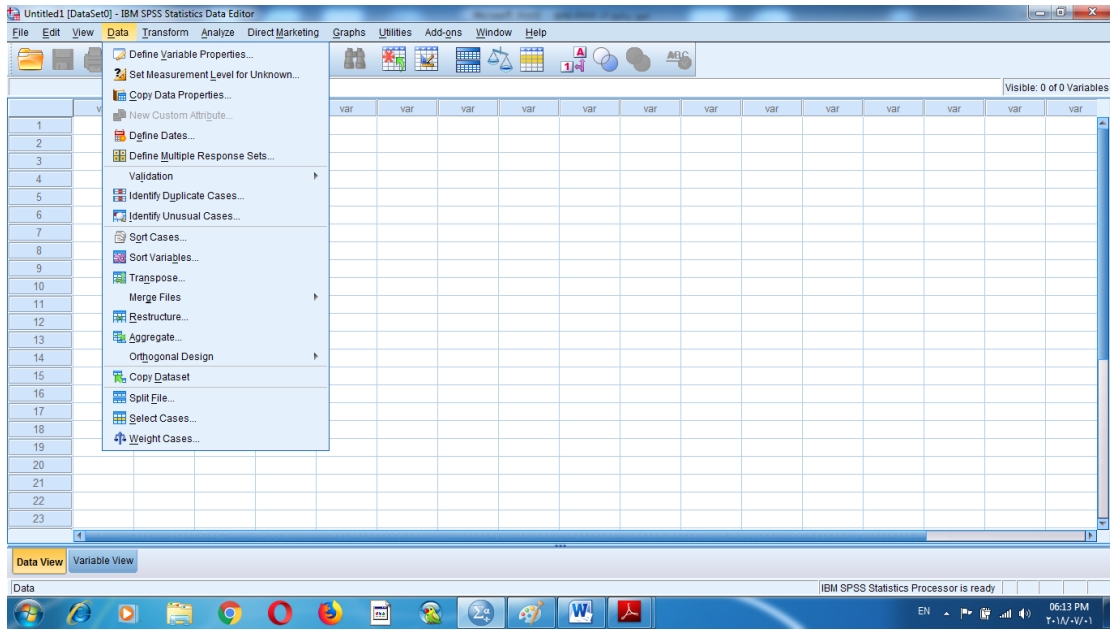 Untitled1 [DataSet0] - IBM SPSS Statistics Data Editor
File Edit View Data Transform Analyze Direct Marketing Graphs Utilities Add-ons Window Help
Visible: 0 of 0 Variables
var var var var var var var var var var var var var
Define Variable Properties...
Set Measurement Level for Unknown...
Copy Data Properties...
New Custom Attribute...
Define Dates...
Define Multiple Response Sets...
Validation
Identify Duplicate Cases...
Identify Unusual Cases...
Sort Cases...
Sort Variables...
Transpose...
Merge Files
Restructure...
Aggregate...
Orthogonal Design
Copy Dataset
Split File...
Select Cases...
Weight Cases...
1
2
3
4
5
6
7
8
9
10
11
12
13
14
15
16
17
18
19
20
21
22
23
Data View Variable View
Data
IBM SPSS Statistics Processor is ready
EN 06:13 PM
٢٠١٨/٠٧/٠١